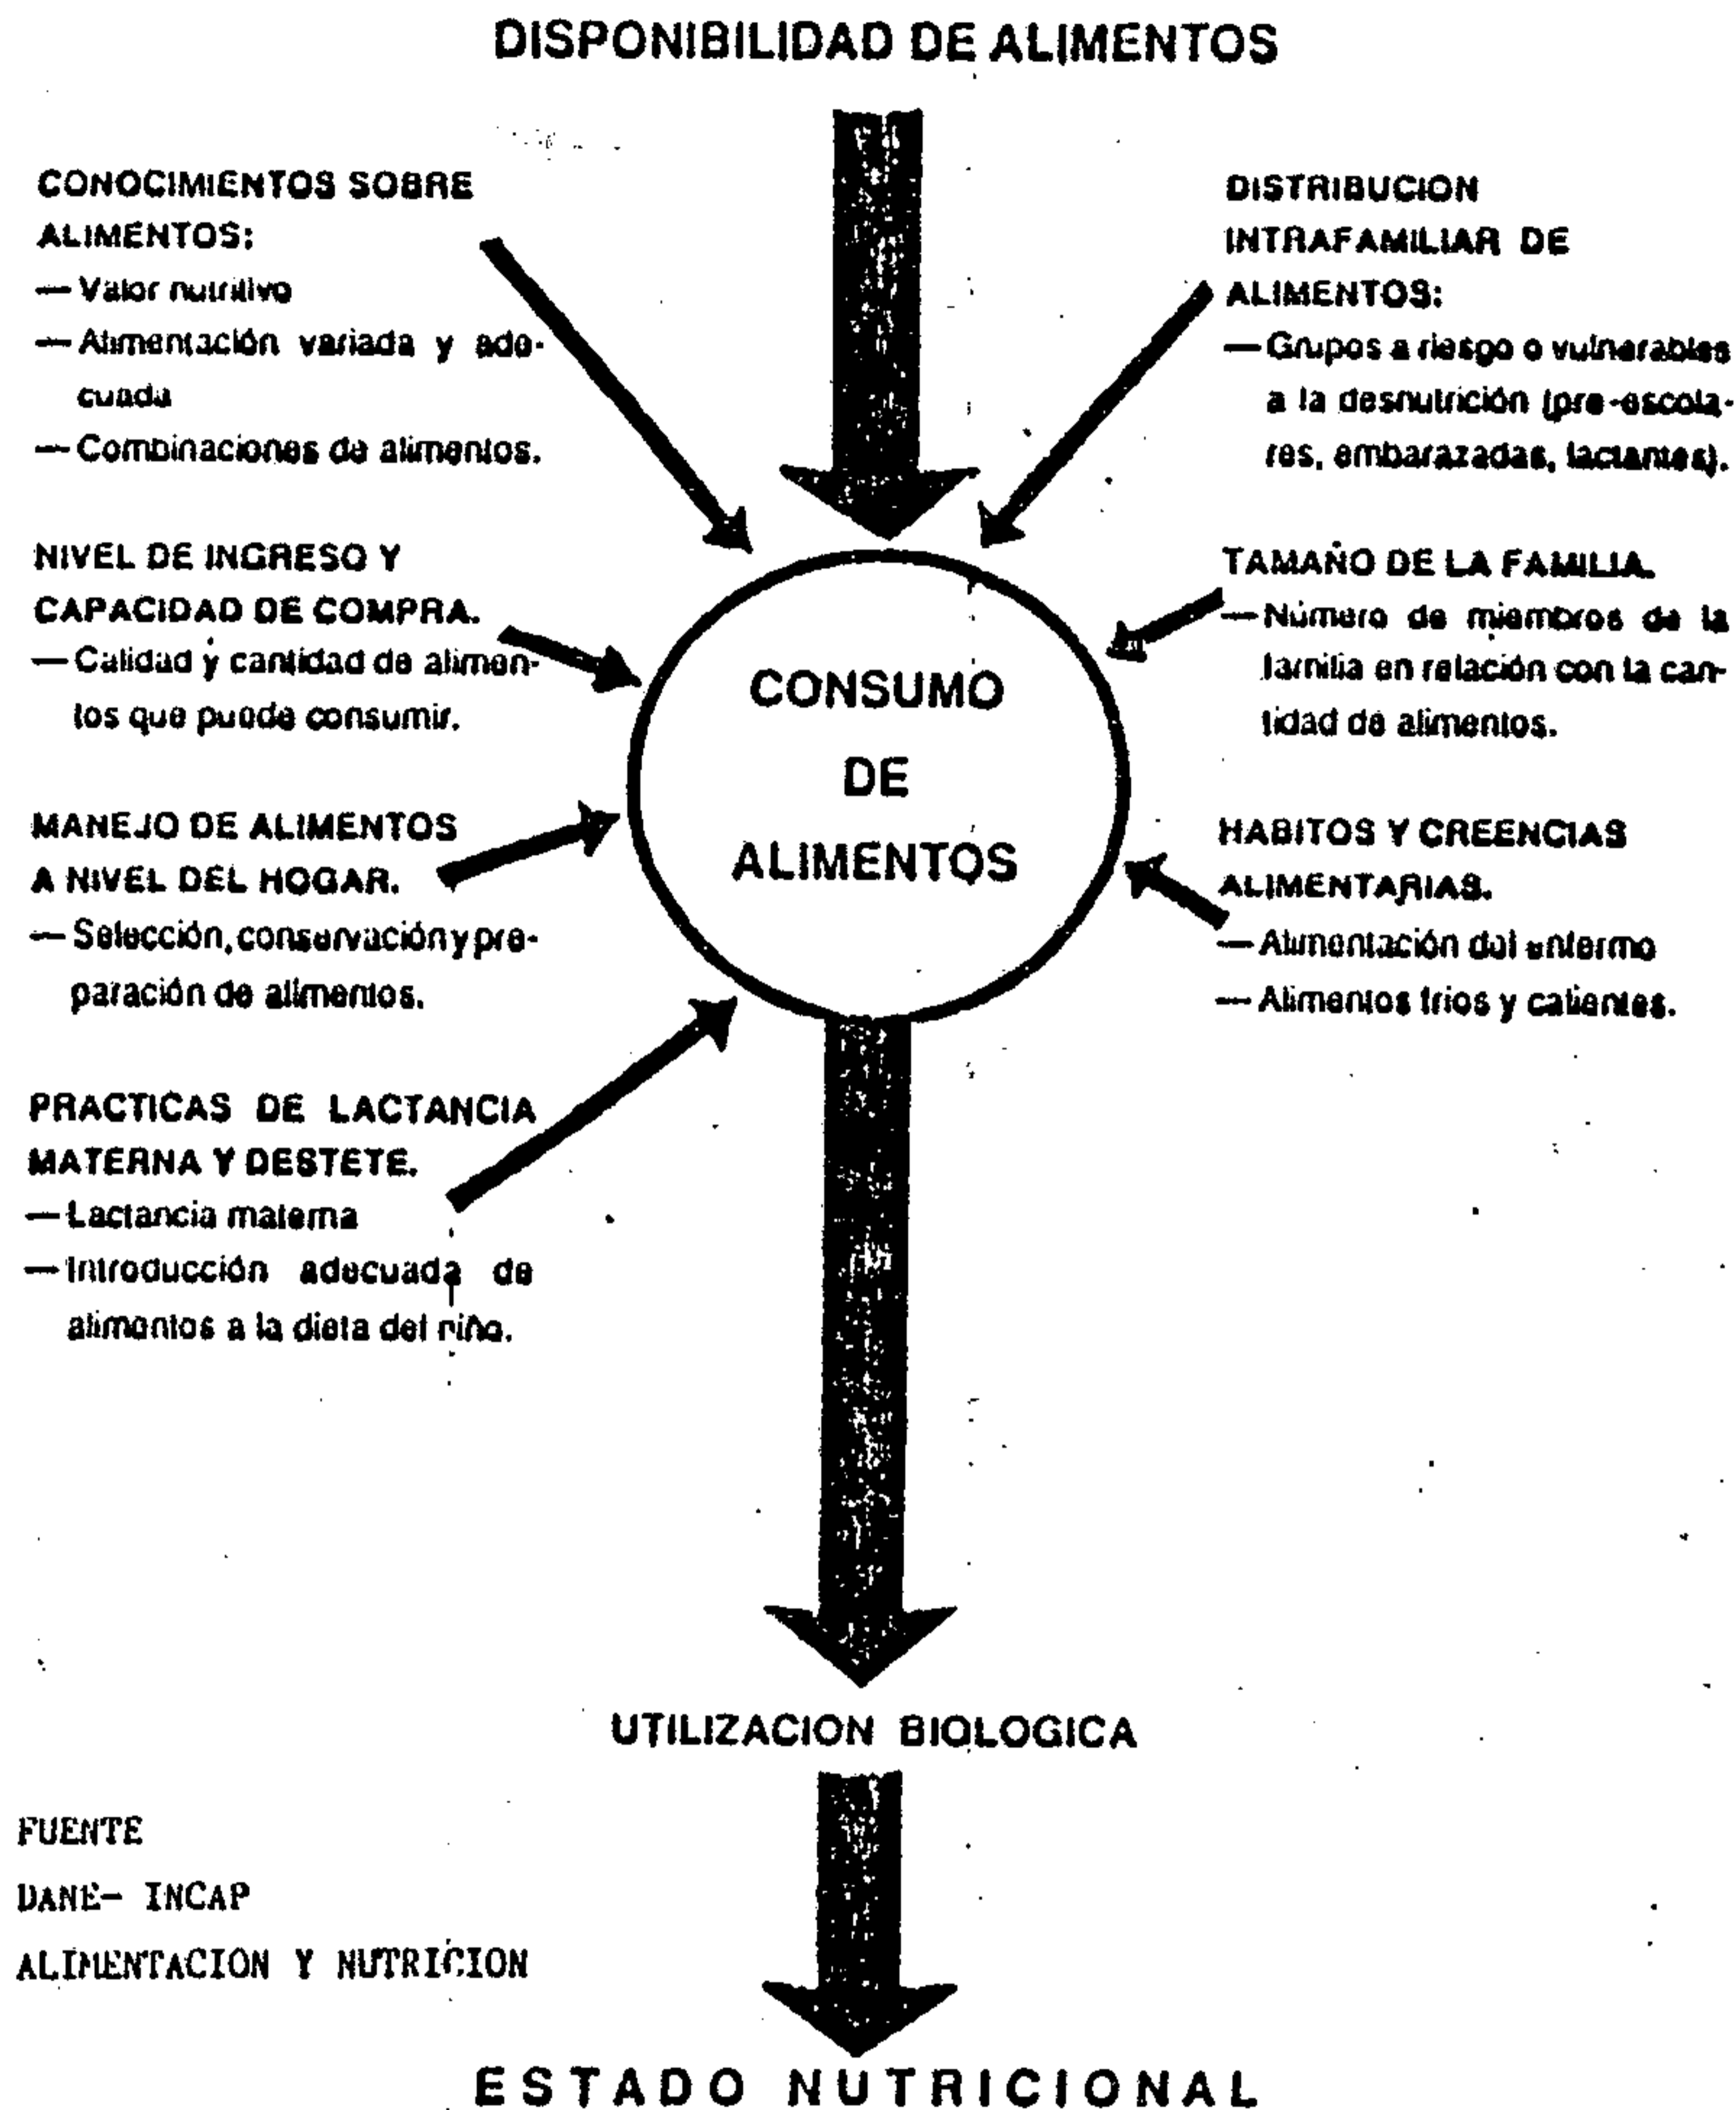 DISPONIBILIDAD DE ALIMENTOS
CONOCIMIENTOS SOBRE
ALIMENTOS:
— Valor nutritivo
— Alimentación variada y ade-
cuada
— Combinaciones de alimentos.
NIVEL DE INGRESO Y
CAPACIDAD DE COMPRA.
— Calidad y cantidad de alimen-
tos que puede consumir.
MANEJO DE ALIMENTOS
A NIVEL DEL HOGAR.
— Selección, conservación y pre-
paración de alimentos.
PRACTICAS DE LACTANCIA
MATERNA Y DESTETE.
— Lactancia materna
— Introducción adecuada de
alimentos a la dieta del niño.
CONSUMO
DE
ALIMENTOS
DISTRIBUCION
INTRAFAMILIAR DE
ALIMENTOS:
— Grupos a riesgo o vulnerables
a la desnutrición (pre-escola-
res, embarazadas, lactantes).
TAMAÑO DE LA FAMILIA.
— Número de miembros de la
familia en relación con la can-
tidad de alimentos.
HABITOS Y CREENCIAS
ALIMENTARIAS.
— Alimentación del enfermo
— Alimentos frios y calientes.
UTILIZACION BIOLOGICA
FUENTE
DANE- INCAP
ALIMENTACION Y NUTRICION
ESTADO NUTRICIONAL